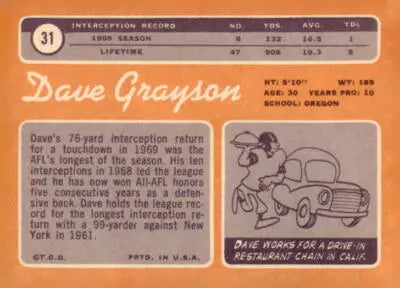 31
INTERCEPTION RECORD NO. YDS. AVG. TDS
1969 SEASON 8 132 16.5 1
LIFETIME 47 908 19.3 5
Dave Grayson
HT: 5'10" WT: 185
AGE: 30 YEARS PRO: 10
SCHOOL: OREGON
Dave's 76-yard interception return
for a touchdown in 1969 was the
AFL's longest of the season. His ten
interceptions in 1968 led the league
and he has now won All-AFL honors
five consecutive years as a defen-
sive back. Dave holds the league rec-
ord for the longest interception re-
turn with a 99-yarder against New
York in 1961.
©T.C.G. PRTD. IN U.S.A.
DAVE WORKS FOR A DRIVE-IN
RESTAURANT CHAIN IN CALIF.